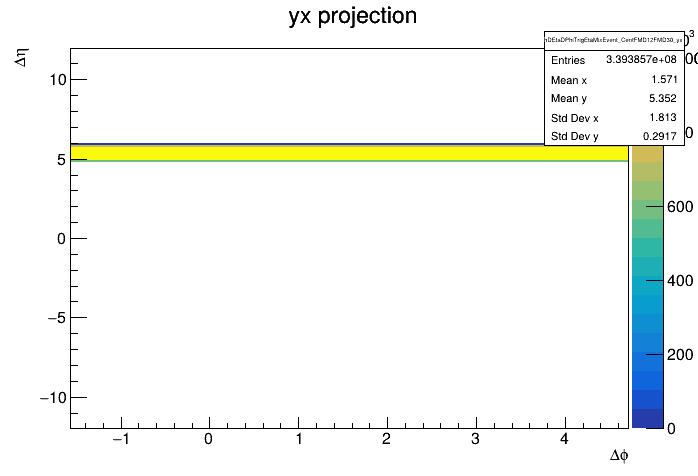 yx projection
Δη
hDEtaDPhiTrigEtaMixEvent_CentFMD12FMD30_yx
Entries 3.393857e+08
Mean x 1.571
Mean y 5.352
Std Dev x 1.813
Std Dev y 0.2917
10
5
0
−5
−10
−1 0 1 2 3 4
Δϕ
600
400
200
0